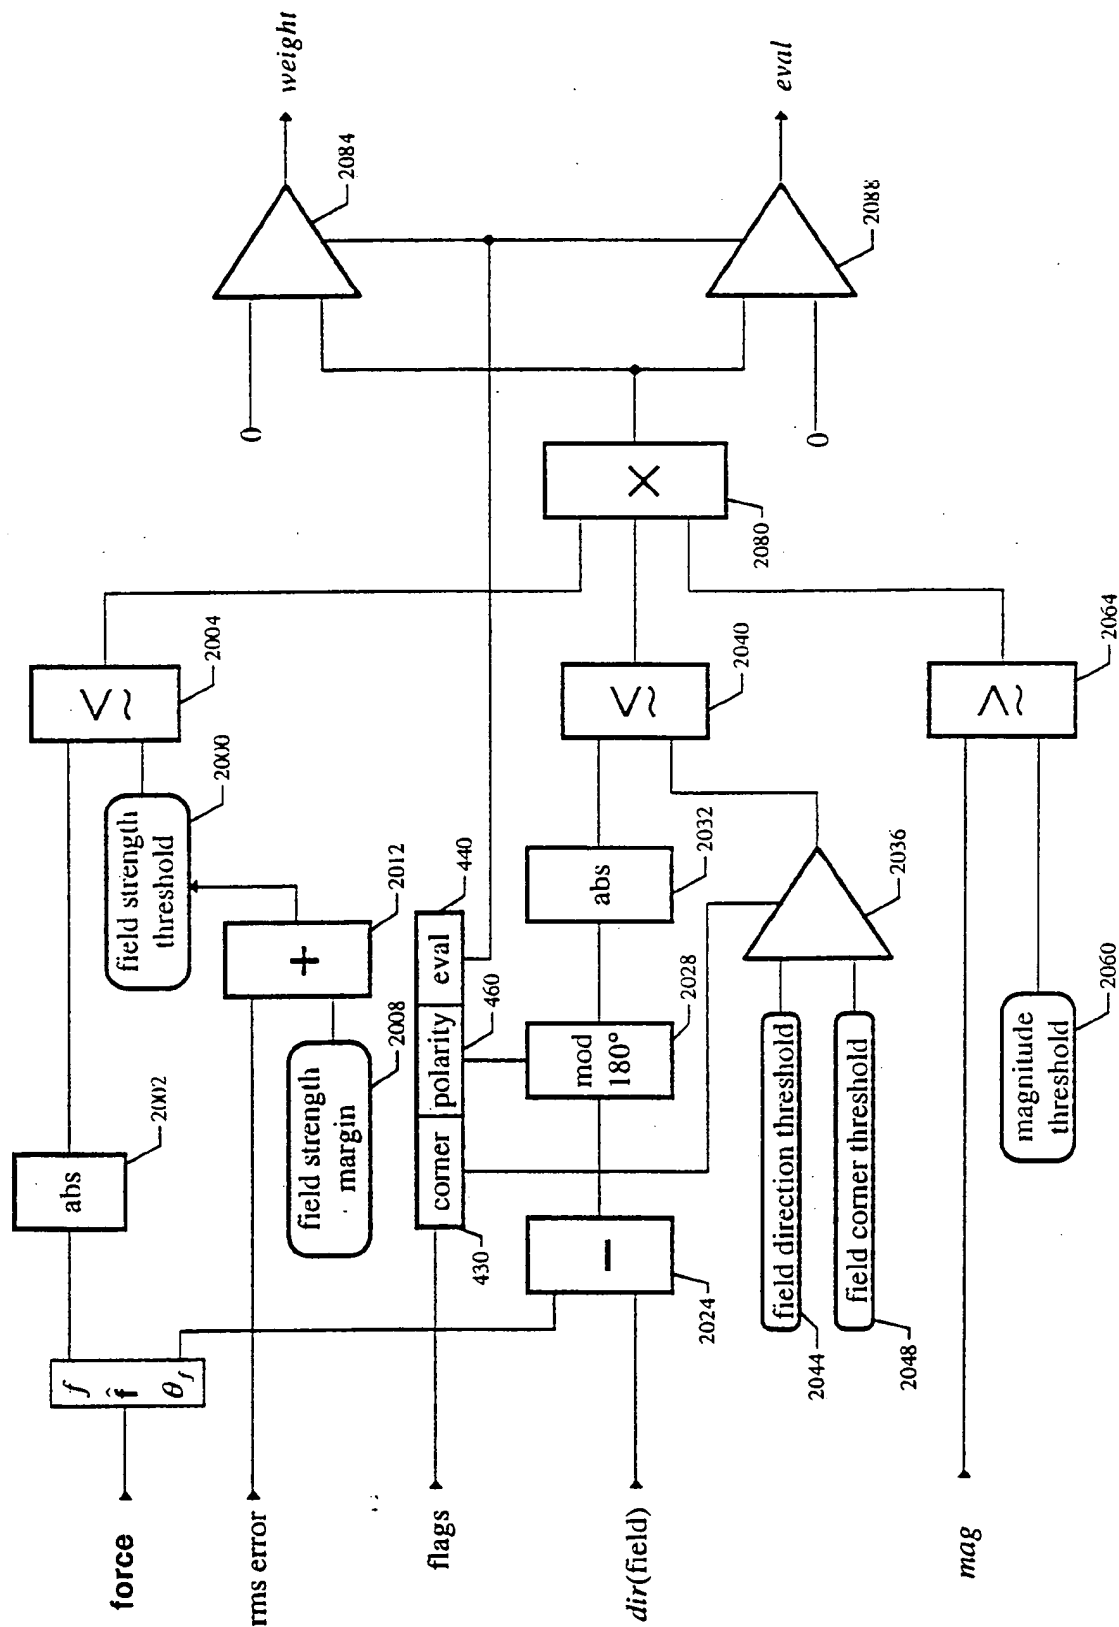 force
f
f̂
θf
abs
2002
field strength
threshold
2000
≲
2004
rms error
field strength
margin
2008
+
2012
flags
corner
polarity
eval
430
460
440
dir(field)
−
2024
mod
180°
2028
abs
2032
≲
2040
field direction threshold
2044
field corner threshold
2048
2036
mag
magnitude
threshold
2060
≳
2064
×
2080
0
2084
weight
0
2088
eval